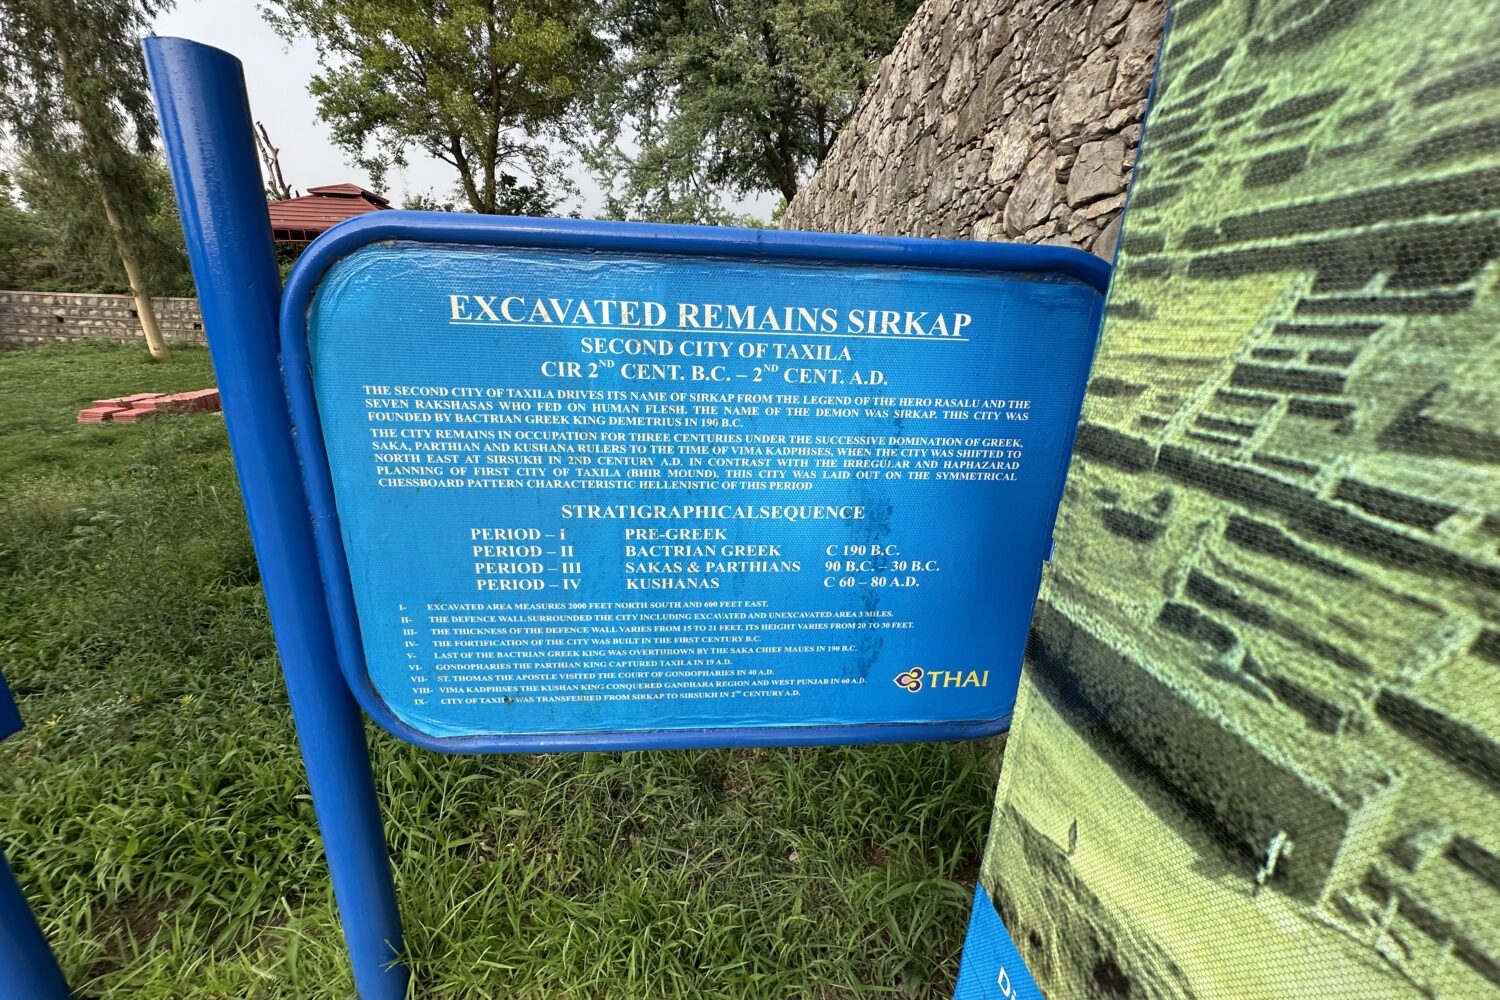 EXCAVATED REMAINS SIRKAP
SECOND CITY OF TAXILA
CIR 2ND CENT. B.C. – 2ND CENT. A.D.
THE SECOND CITY OF TAXILA DRIVES ITS NAME OF SIRKAP FROM THE LEGEND OF THE HERO RASALU AND THE
SEVEN RAKSHASAS WHO FED ON HUMAN FLESH. THE NAME OF THE DEMON WAS SIRKAP. THIS CITY WAS
FOUNDED BY BACTRIAN GREEK KING DEMETRIUS IN 190 B.C.
THE CITY REMAINS IN OCCUPATION FOR THREE CENTURIES UNDER THE SUCCESSIVE DOMINATION OF GREEK,
SAKA, PARTHIAN AND KUSHANA RULERS TO THE TIME OF VIMA KADPHISES, WHEN THE CITY WAS SHIFTED TO
NORTH EAST AT SIRSUKH IN 2ND CENTURY A.D. IN CONTRAST WITH THE IRREGULAR AND HAPHAZARAD
PLANNING OF FIRST CITY OF TAXILA (BHIR MOUND). THIS CITY WAS LAID OUT ON THE SYMMETRICAL
CHESSBOARD PATTERN CHARACTERISTIC HELLENISTIC OF THIS PERIOD
STRATIGRAPHICALSEQUENCE
PERIOD – I PRE-GREEK
PERIOD – II BACTRIAN GREEK C 190 B.C.
PERIOD – III SAKAS & PARTHIANS 90 B.C. – 30 B.C.
PERIOD – IV KUSHANAS C 60 – 80 A.D.
I- EXCAVATED AREA MEASURES 2000 FEET NORTH SOUTH AND 600 FEET EAST.
II- THE DEFENCE WALL SURROUNDED THE CITY INCLUDING EXCAVATED AND UNEXCAVATED AREA 3 MILES.
III- THE THICKNESS OF THE DEFENCE WALL VARIES FROM 15 TO 21 FEET. ITS HEIGHT VARIES FROM 20 TO 30 FEET.
IV- THE FORTIFICATION OF THE CITY WAS BUILT IN THE FIRST CENTURY B.C.
V- LAST OF THE BACTRIAN GREEK KING WAS OVERTHROWN BY THE SAKA CHIEF MAUES IN 190 B.C.
VI- GONDOPHARIES THE PARTHIAN KING CAPTURED TAXILA IN 19 A.D.
VII- ST. THOMAS THE APOSTLE VISITED THE COURT OF GONDOPHARIES IN 40 A.D.
VIII- VIMA KADPHISES THE KUSHAN KING CONQUERED GANDHARA REGION AND WEST PUNJAB IN 60 A.D.
IX- CITY OF TAXILA WAS TRANSFERRED FROM SIRKAP TO SIRSUKH IN 2ND CENTURY A.D.
THAI